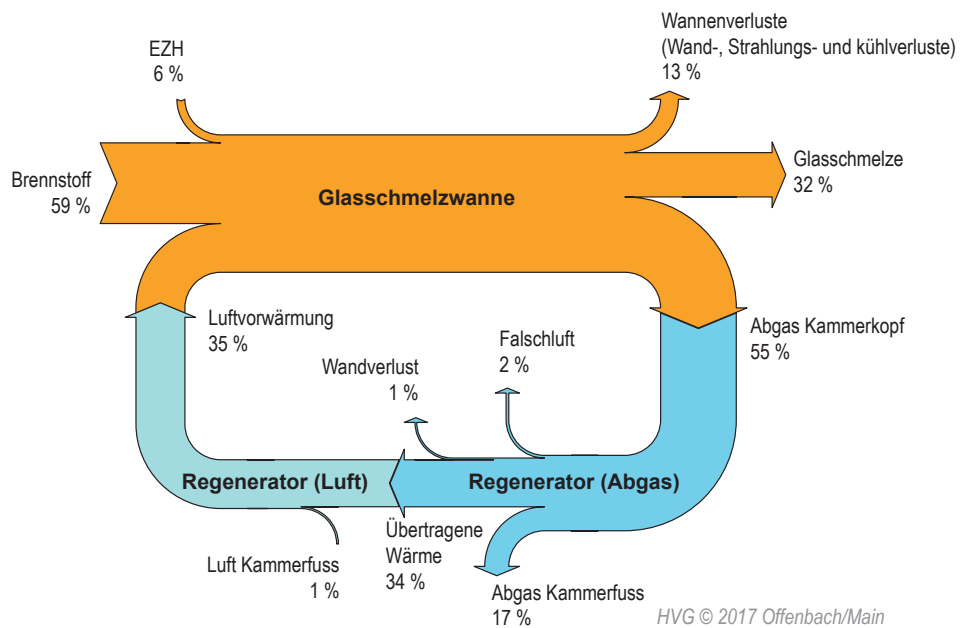 EZH
6 %
Wannenverluste
(Wand-, Strahlungs- und kühlverluste)
13 %
Brennstoff
59 %
Glasschmelzwanne
Glasschmelze
32 %
Luftvorwärmung
35 %
Falschluft
2 %
Abgas Kammerkopf
55 %
Wandverlust
1 %
Regenerator (Luft)
Regenerator (Abgas)
Luft Kammerfuss
1 %
Übertragene
Wärme
34 %
Abgas Kammerfuss
17 %
HVG © 2017 Offenbach/Main